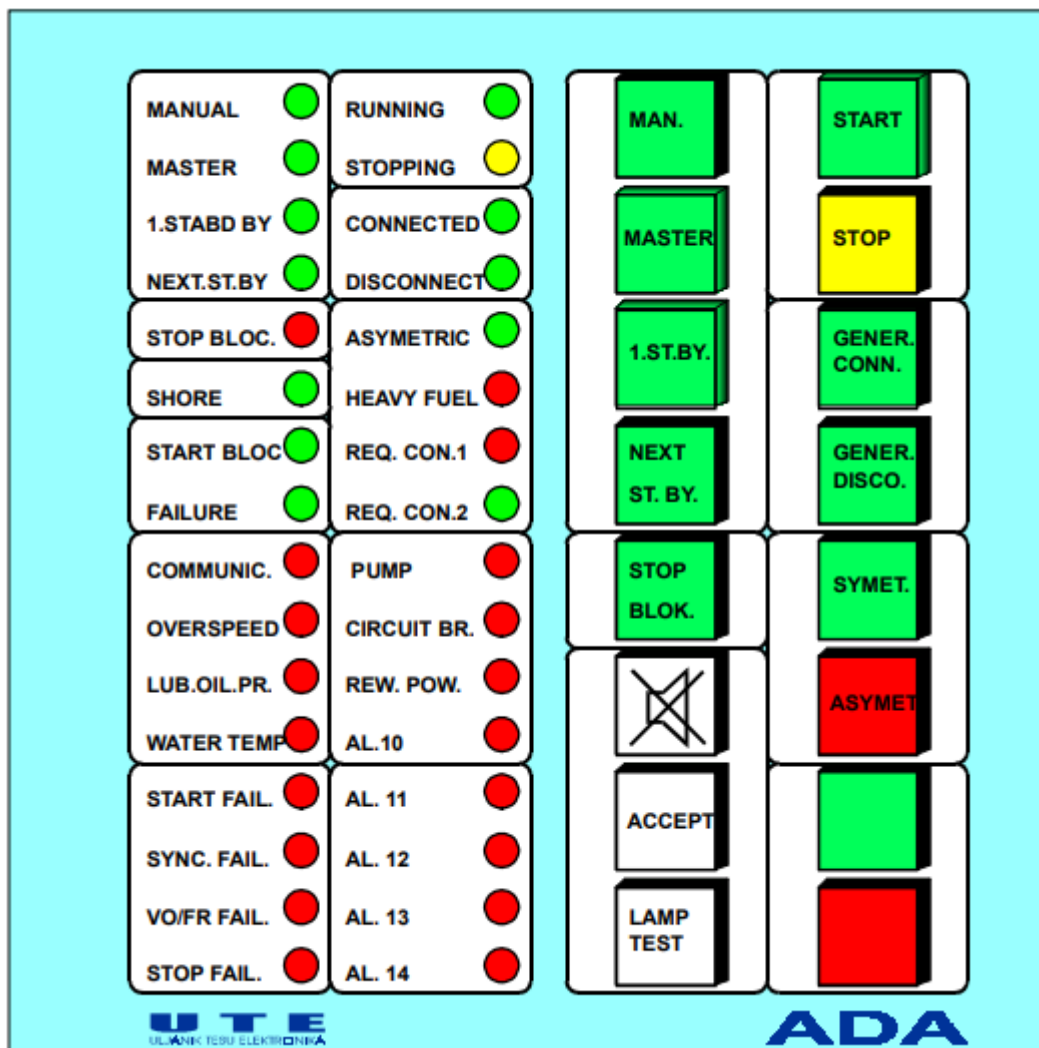 MANUAL
MASTER
1.STABD BY
NEXT.ST.BY
STOP BLOC.
SHORE
START BLOC
FAILURE
COMMUNIC.
OVERSPEED
LUB.OIL.PR.
WATER TEMP
START FAIL.
SYNC. FAIL.
VO/FR FAIL.
STOP FAIL.
RUNNING
STOPPING
CONNECTED
DISCONNECT
ASYMETRIC
HEAVY FUEL
REQ. CON.1
REQ. CON.2
PUMP
CIRCUIT BR.
REW. POW.
AL.10
AL. 11
AL. 12
AL. 13
AL. 14
MAN.
MASTER
1.ST.BY.
NEXT
ST. BY.
STOP
BLOK.
ACCEPT
LAMP
TEST
START
STOP
GENER.
CONN.
GENER.
DISCO.
SYMET.
ASYMET
UTE
ULJANIK TESU ELEKTRONIKA
ADA